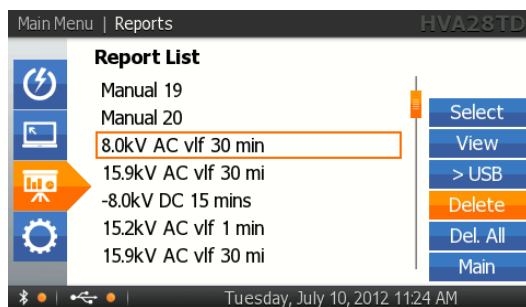 Main Menu | Reports
HVA28TD
Report List
Manual 19
Manual 20
8.0kV AC vlf 30 min
15.9kV AC vlf 30 mi
-8.0kV DC 15 mins
15.2kV AC vlf 1 min
15.9kV AC vlf 30 mi
Select
View
> USB
Delete
Del. All
Main
Tuesday, July 10, 2012 11:24 AM